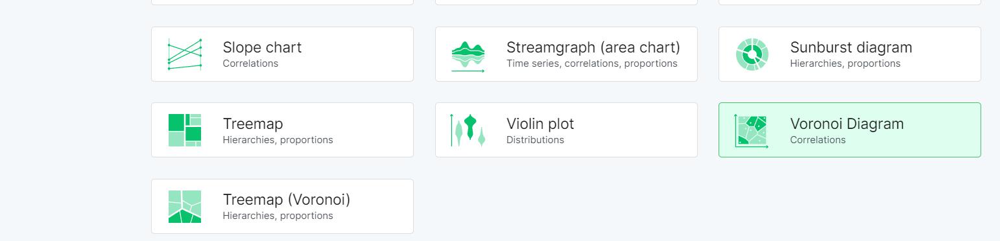 Slope chart
Correlations
Streamgraph (area chart)
Time series, correlations, proportions
Sunburst diagram
Hierarchies, proportions
Treemap
Hierarchies, proportions
Violin plot
Distributions
Voronoi Diagram
Correlations
Treemap (Voronoi)
Hierarchies, proportions